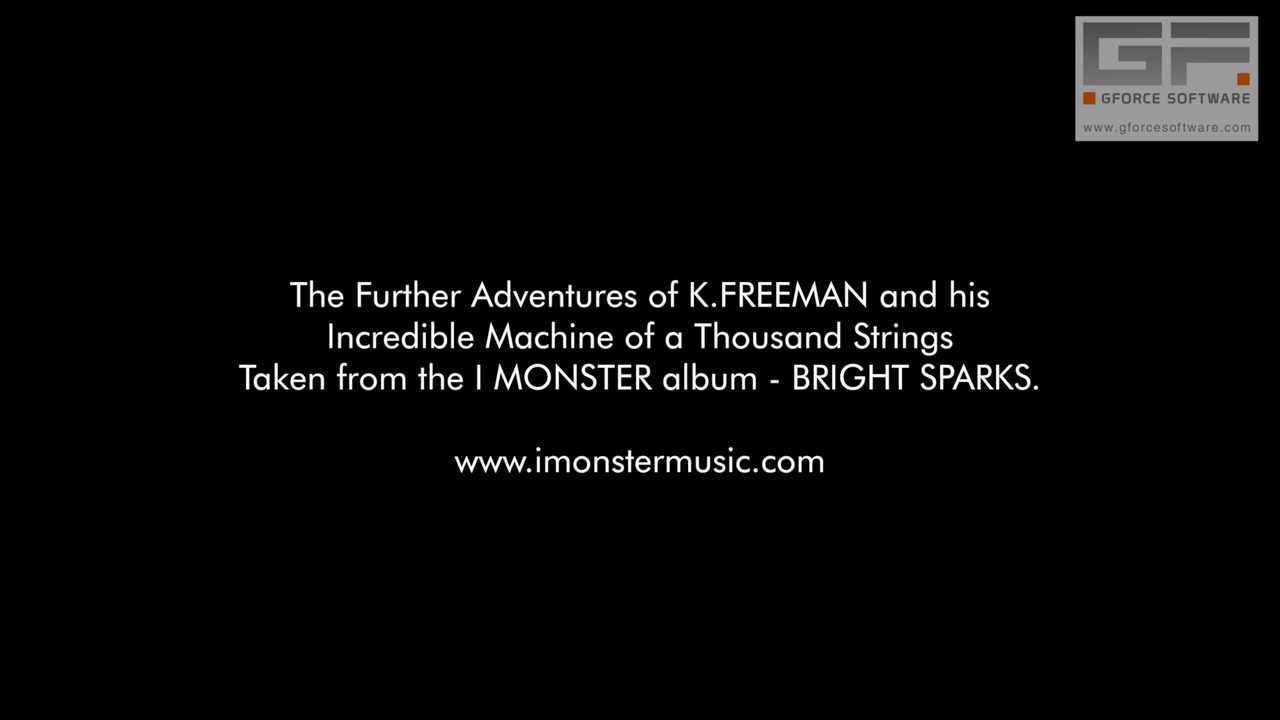 GF
GFORCE SOFTWARE
www.gforcesoftware.com
The Further Adventures of K.FREEMAN and his
Incredible Machine of a Thousand Strings
Taken from the I MONSTER album - BRIGHT SPARKS.
www.imonstermusic.com